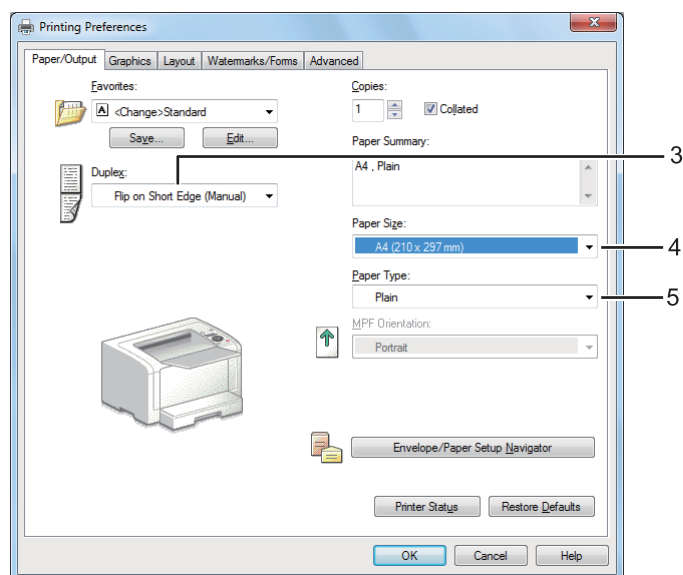 Printing Preferences
Paper/Output Graphics Layout Watermarks/Forms Advanced
Favorites:
A <Change>Standard
Save... Edit...
Duplex:
Flip on Short Edge (Manual)
Copies:
1 Collated
Paper Summary:
A4 , Plain
3
Paper Size:
A4 (210 x 297 mm)
4
Paper Type:
Plain
5
MPF Orientation:
Portrait
Envelope/Paper Setup Navigator
Printer Status Restore Defaults
OK Cancel Help